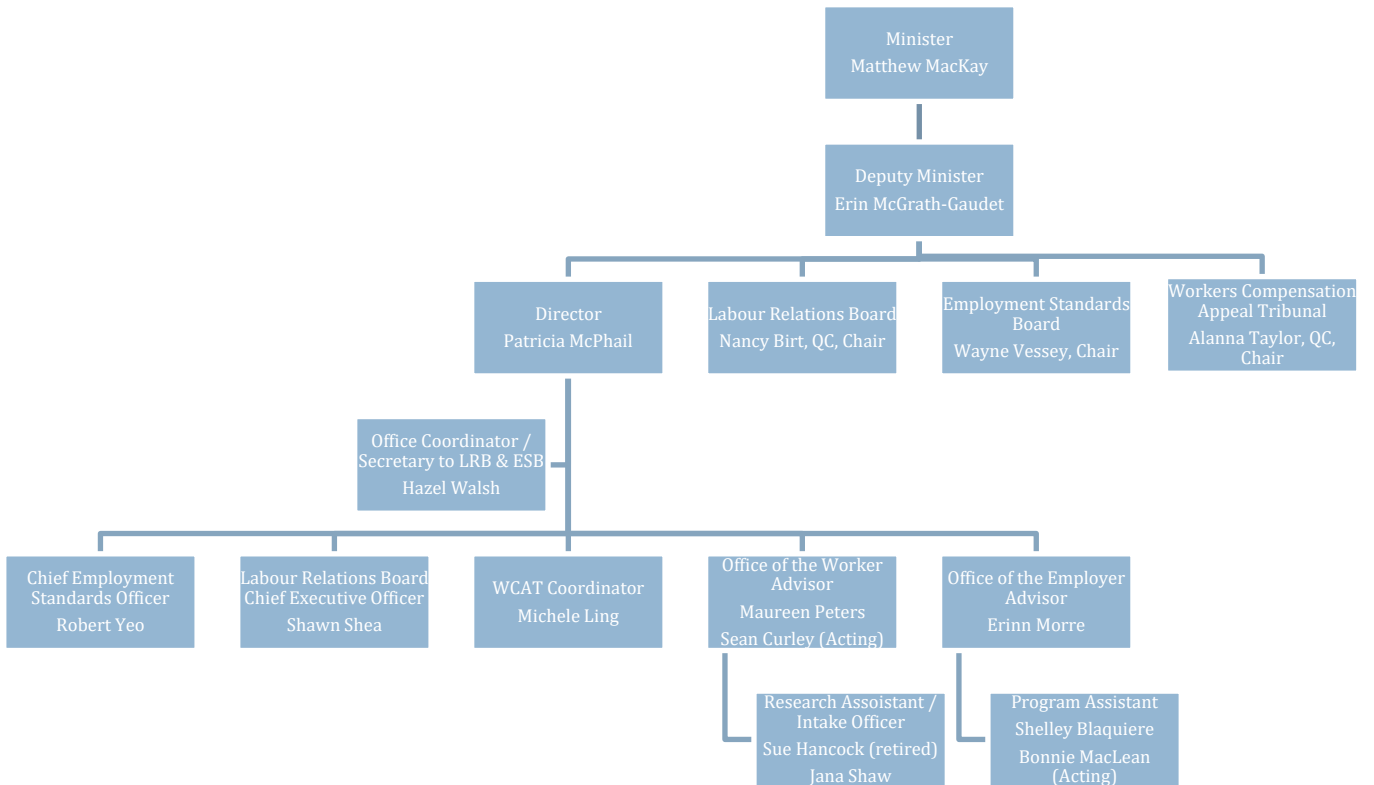 Minister
Matthew MacKay
Deputy Minister
Erin McGrath-Gaudet
Director
Patricia McPhail
Labour Relations Board
Nancy Birt, QC, Chair
Employment Standards
Board
Wayne Vessey, Chair
Workers Compensation
Appeal Tribunal
Alanna Taylor, QC,
Chair
Office Coordinator /
Secretary to LRB & ESB
Hazel Walsh
Chief Employment
Standards Officer
Robert Yeo
Labour Relations Board
Chief Executive Officer
Shawn Shea
WCAT Coordinator
Michele Ling
Office of the Worker
Advisor
Maureen Peters
Sean Curley (Acting)
Office of the Employer
Advisor
Erinn Morre
Research Assoistant /
Intake Officer
Sue Hancock (retired)
Jana Shaw
Program Assistant
Shelley Blaquiere
Bonnie MacLean
(Acting)